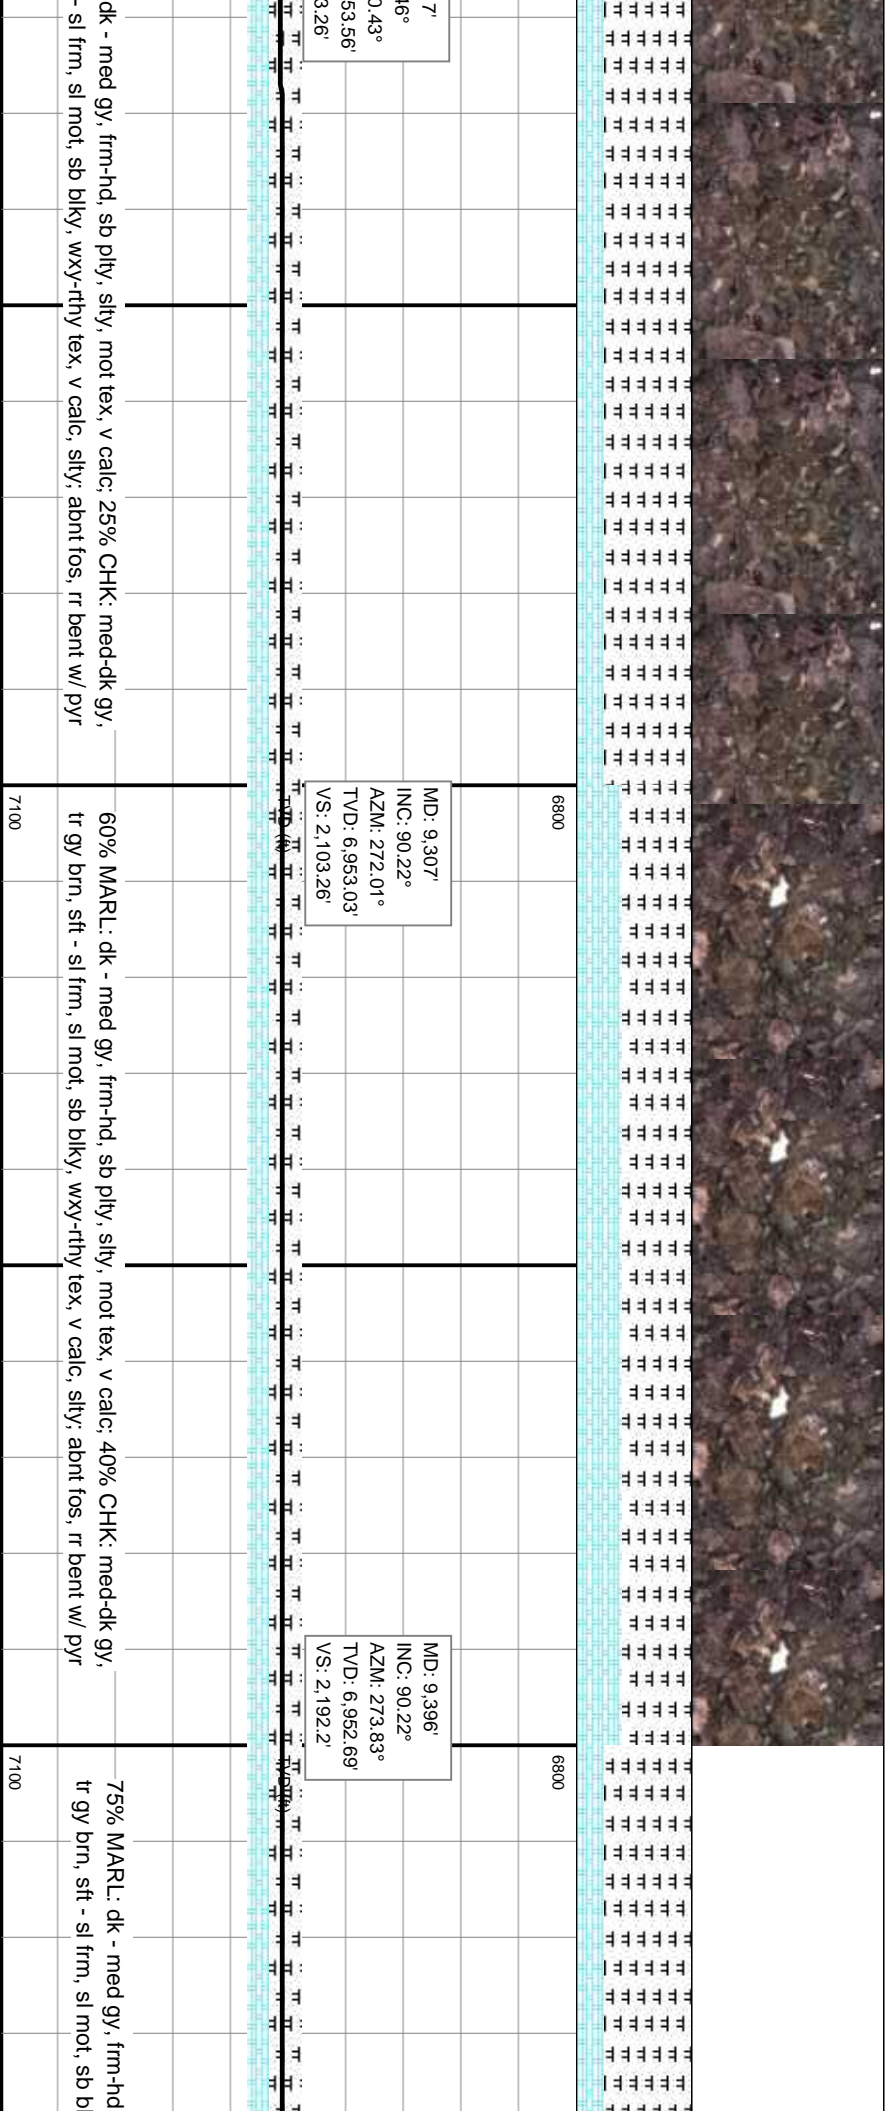 7'
46°
0.43°
53.56'
3.26'
dk - med gy, frm-hd, sb plty, slty, mot tex, v calc; 25% CHK: med-dk gy,
- sl frm, sl mot, sb blky, wxy-rthy tex, v calc, slty; abnt fos, rr bent w/ pyr
6800
MD: 9,307'
INC: 90.22°
AZM: 272.01°
TVD: 6,953.03'
VS: 2,103.26'
TVD (ft)
60% MARL: dk - med gy, frm-hd, sb plty, slty, mot tex, v calc; 40% CHK: med-dk gy,
tr gy brn, sft - sl frm, sl mot, sb blky, wxy-rthy tex, v calc, slty; abnt fos, rr bent w/ pyr
7100
6800
MD: 9,396'
INC: 90.22°
AZM: 273.83°
TVD: 6,952.69'
VS: 2,192.2'
TVD (ft)
75% MARL: dk - med gy, frm-hd
tr gy brn, sft - sl frm, sl mot, sb bl
7100